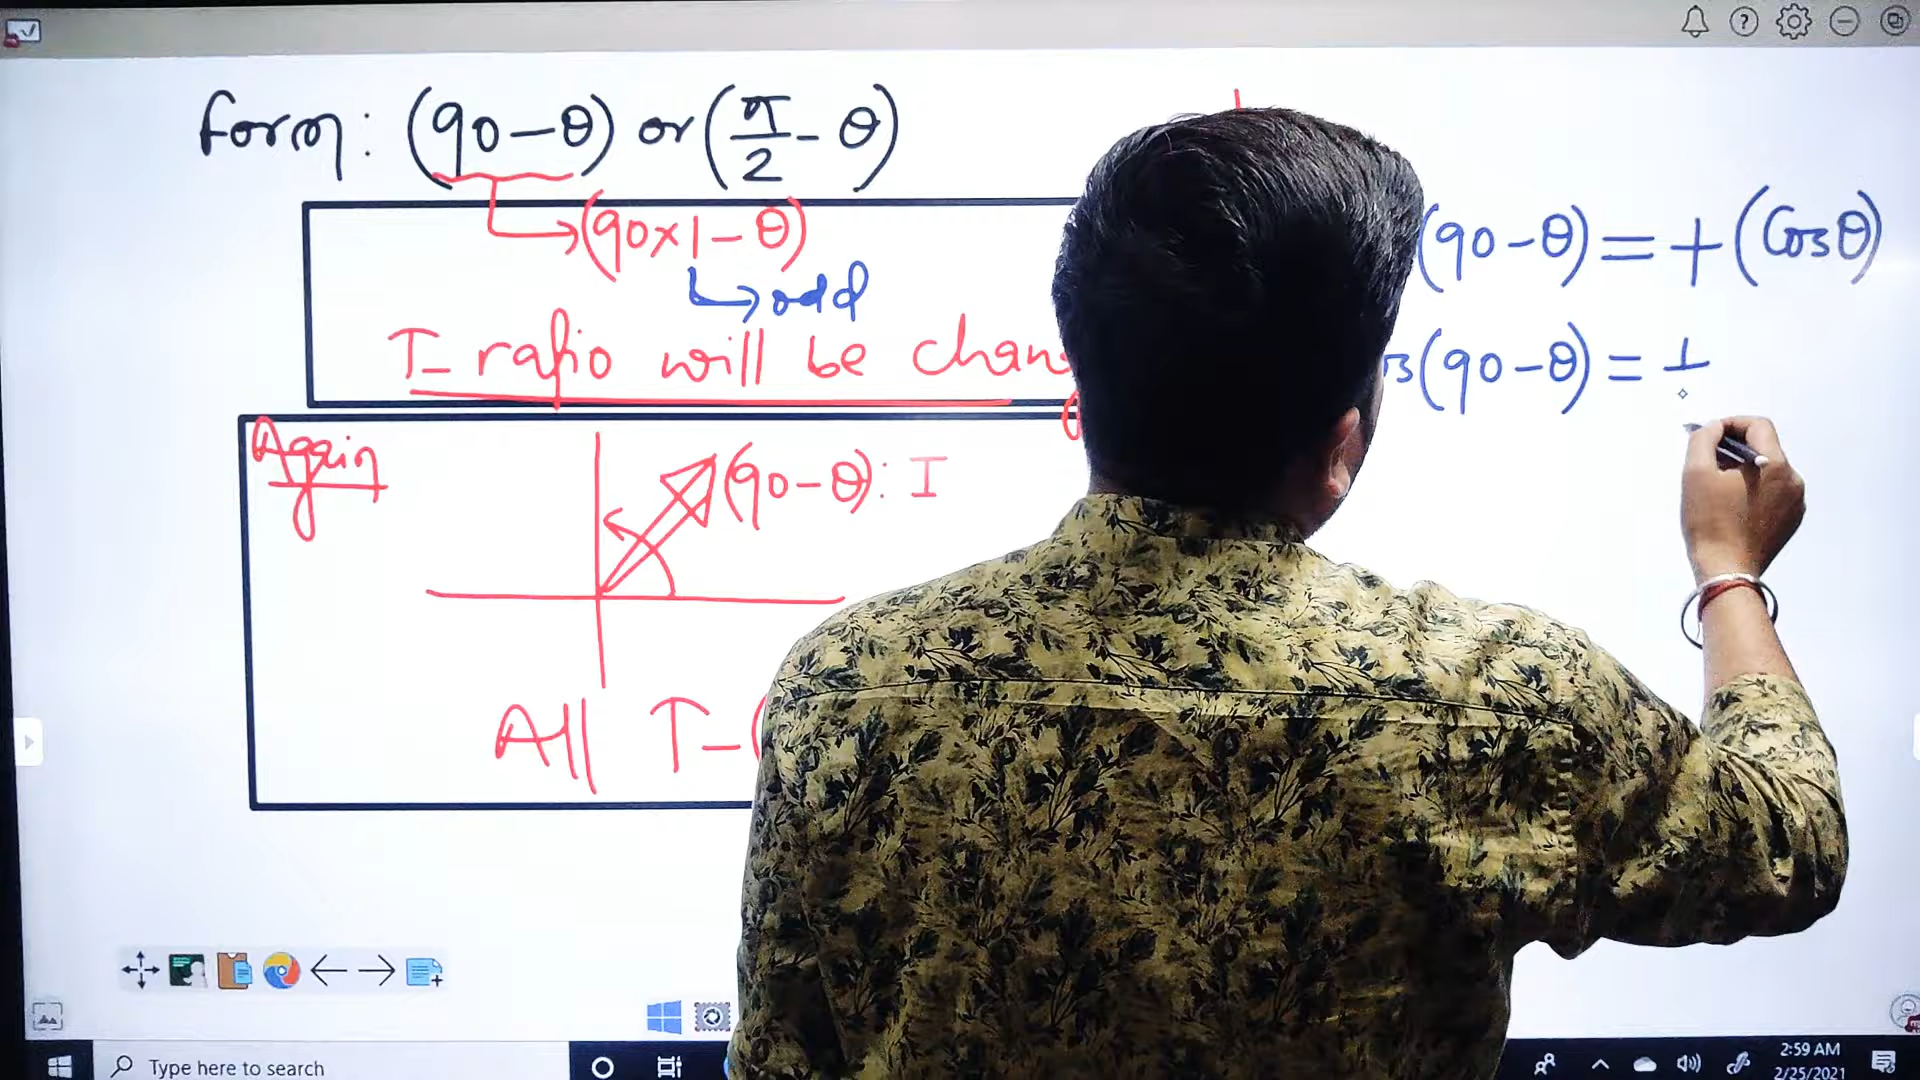 Form: (90-θ) or (π/2 - θ)
(90×1-θ)
odd
T-ratio will be chan
Again
(90-θ): I
All T-(
(90-θ)=+(Cosθ)
os(90-θ)=
Type here to search
2:59 AM
2/25/2021